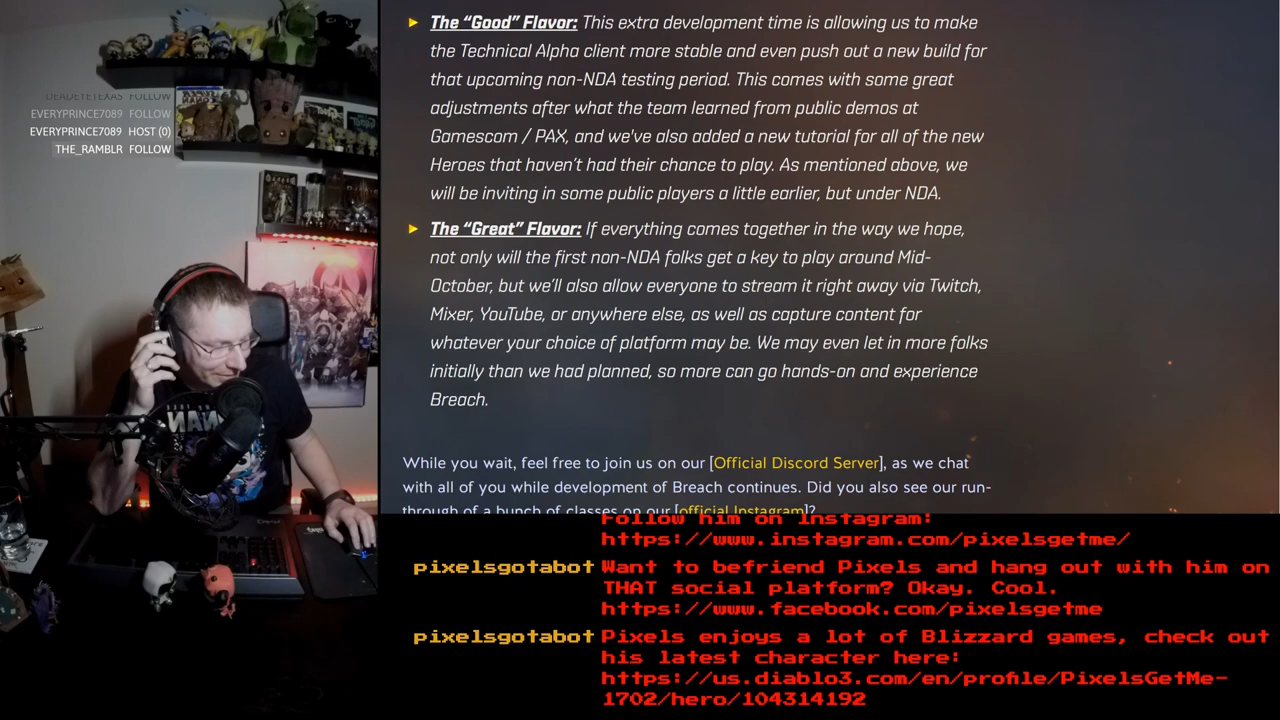 DEADEYETEXAS FOLLOW
EVERYPRINCE7089 FOLLOW
EVERYPRINCE7089 HOST (0)
THE_RAMBLR FOLLOW
The “Good” Flavor: This extra development time is allowing us to make
the Technical Alpha client more stable and even push out a new build for
that upcoming non-NDA testing period. This comes with some great
adjustments after what the team learned from public demos at
Gamescom / PAX, and we've also added a new tutorial for all of the new
Heroes that haven't had their chance to play. As mentioned above, we
will be inviting in some public players a little earlier, but under NDA.
The “Great” Flavor: If everything comes together in the way we hope,
not only will the first non-NDA folks get a key to play around Mid-
October, but we'll also allow everyone to stream it right away via Twitch,
Mixer, YouTube, or anywhere else, as well as capture content for
whatever your choice of platform may be. We may even let in more folks
initially than we had planned, so more can go hands-on and experience
Breach.
While you wait, feel free to join us on our [Official Discord Server], as we chat
with all of you while development of Breach continues. Did you also see our run-
through of a bunch of classes on our [official Instagram]?
Follow him on Instagram:
https://www.instagram.com/pixelsgetme/
pixelsgotabot Want to befriend Pixels and hang out with him on
THAT social platform? Okay. Cool.
https://www.facebook.com/pixelsgetme
pixelsgotabot Pixels enjoys a lot of Blizzard games, check out
his latest character here:
https://us.diablo3.com/en/profile/PixelsGetMe-
1702/hero/104314192